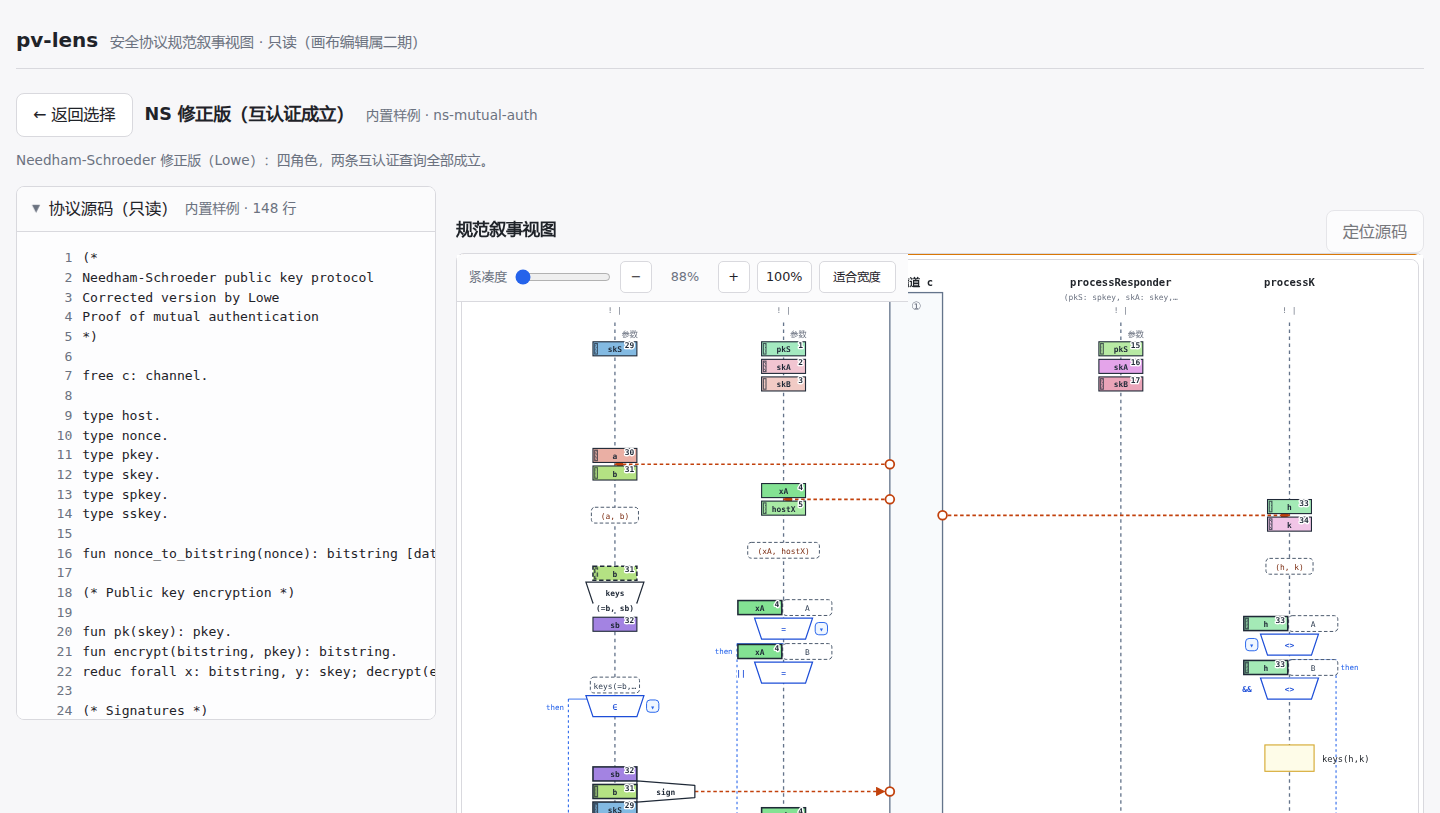 pv-lens 安全协议规范叙事视图 · 只读（画布编辑属二期）
← 返回选择 NS 修正版（互认证成立） 内置样例 · ns-mutual-auth
Needham-Schroeder 修正版（Lowe）：四角色，两条互认证查询全部成立。
▼ 协议源码（只读） 内置样例 · 148 行
1 (*
2 Needham-Schroeder public key protocol
3 Corrected version by Lowe
4 Proof of mutual authentication
5 *)
6
7 free c: channel.
8
9 type host.
10 type nonce.
11 type pkey.
12 type skey.
13 type spkey.
14 type sskey.
15
16 fun nonce_to_bitstring(nonce): bitstring [dat
17
18 (* Public key encryption *)
19
20 fun pk(skey): pkey.
21 fun encrypt(bitstring, pkey): bitstring.
22 reduc forall x: bitstring, y: skey; decrypt(e
23
24 (* Signatures *)
规范叙事视图
定位源码
紧凑度 − 88% + 100% 适合宽度
道 c processResponder processK
(pkS: spkey, skA: skey,…
①
! | ! | ! | ! |
参数 参数 参数
skS 29 pkS 1 pkS 15
skA 2 skA 16
skB 3 skB 17
a 30
b 31
xA 4
hostX 5
h 33
k 34
(a, b)
(xA, hostX)
(h, k)
b 31
keys
(=b, sb)
sb 32
xA 4 A
=
then xA 4 B
|| =
h 33 A
<>
h 33 B then
&& <>
keys(=b,…
then ∈
keys(h,k)
sb 32
b 31 sign
skS 29
4